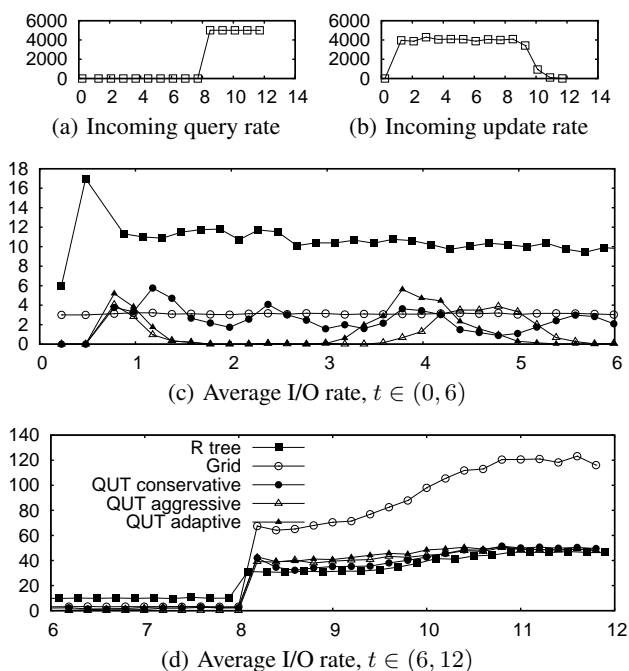 6000
4000
2000
0
0 2 4 6 8 10 12 14
(a) Incoming query rate
6000
4000
2000
0
0 2 4 6 8 10 12 14
(b) Incoming update rate
18
16
14
12
10
8
6
4
2
0
0 1 2 3 4 5 6
(c) Average I/O rate, t ∈ (0, 6)
140
120
100
80
60
40
20
0
R tree
Grid
QUT conservative
QUT aggressive
QUT adaptive
6 7 8 9 10 11 12
(d) Average I/O rate, t ∈ (6, 12)